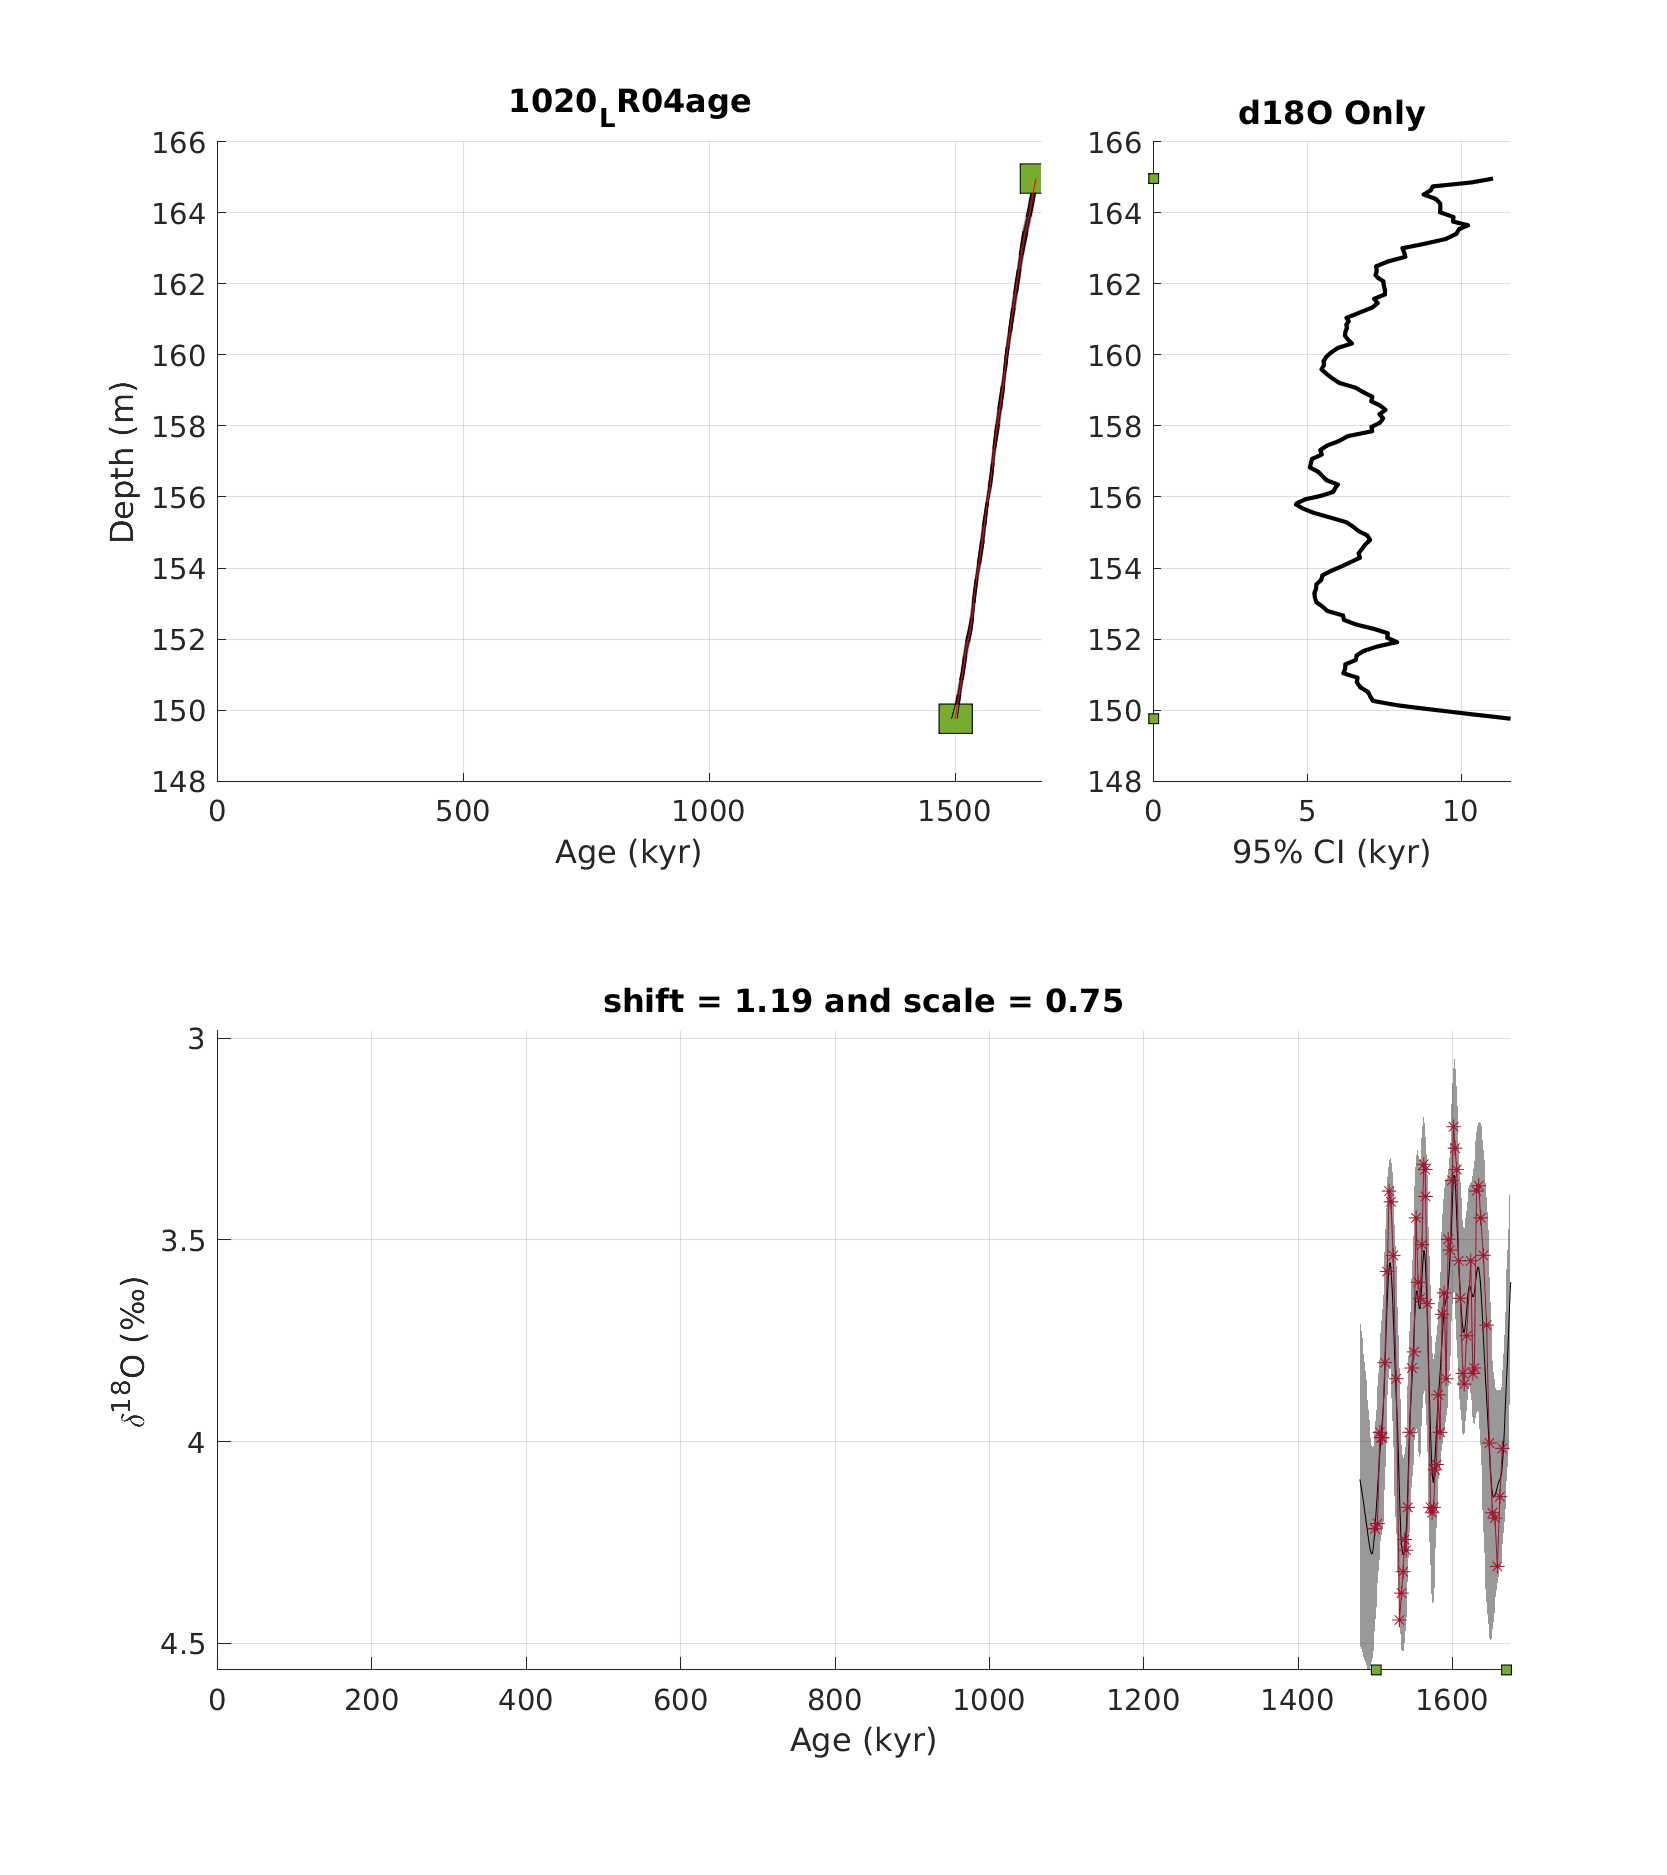 1020LR04age
166
164
162
160
158
156
154
152
150
148
Depth (m)
0 500 1000 1500
Age (kyr)
d18O Only
166
164
162
160
158
156
154
152
150
148
0 5 10
95% CI (kyr)
shift = 1.19 and scale = 0.75
3
3.5
4
4.5
δ18O (‰)
0 200 400 600 800 1000 1200 1400 1600
Age (kyr)